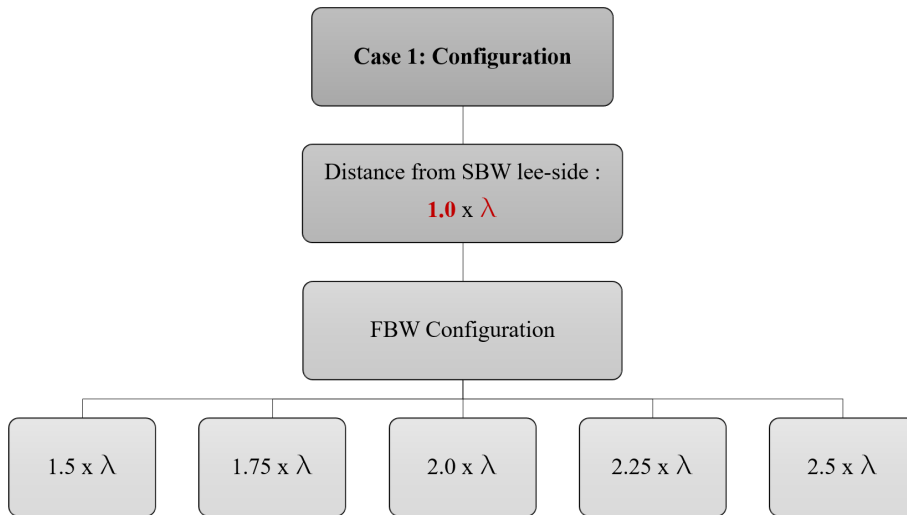 Case 1: Configuration
Distance from SBW lee-side :
1.0 x λ
FBW Configuration
1.5 x λ
1.75 x λ
2.0 x λ
2.25 x λ
2.5 x λ